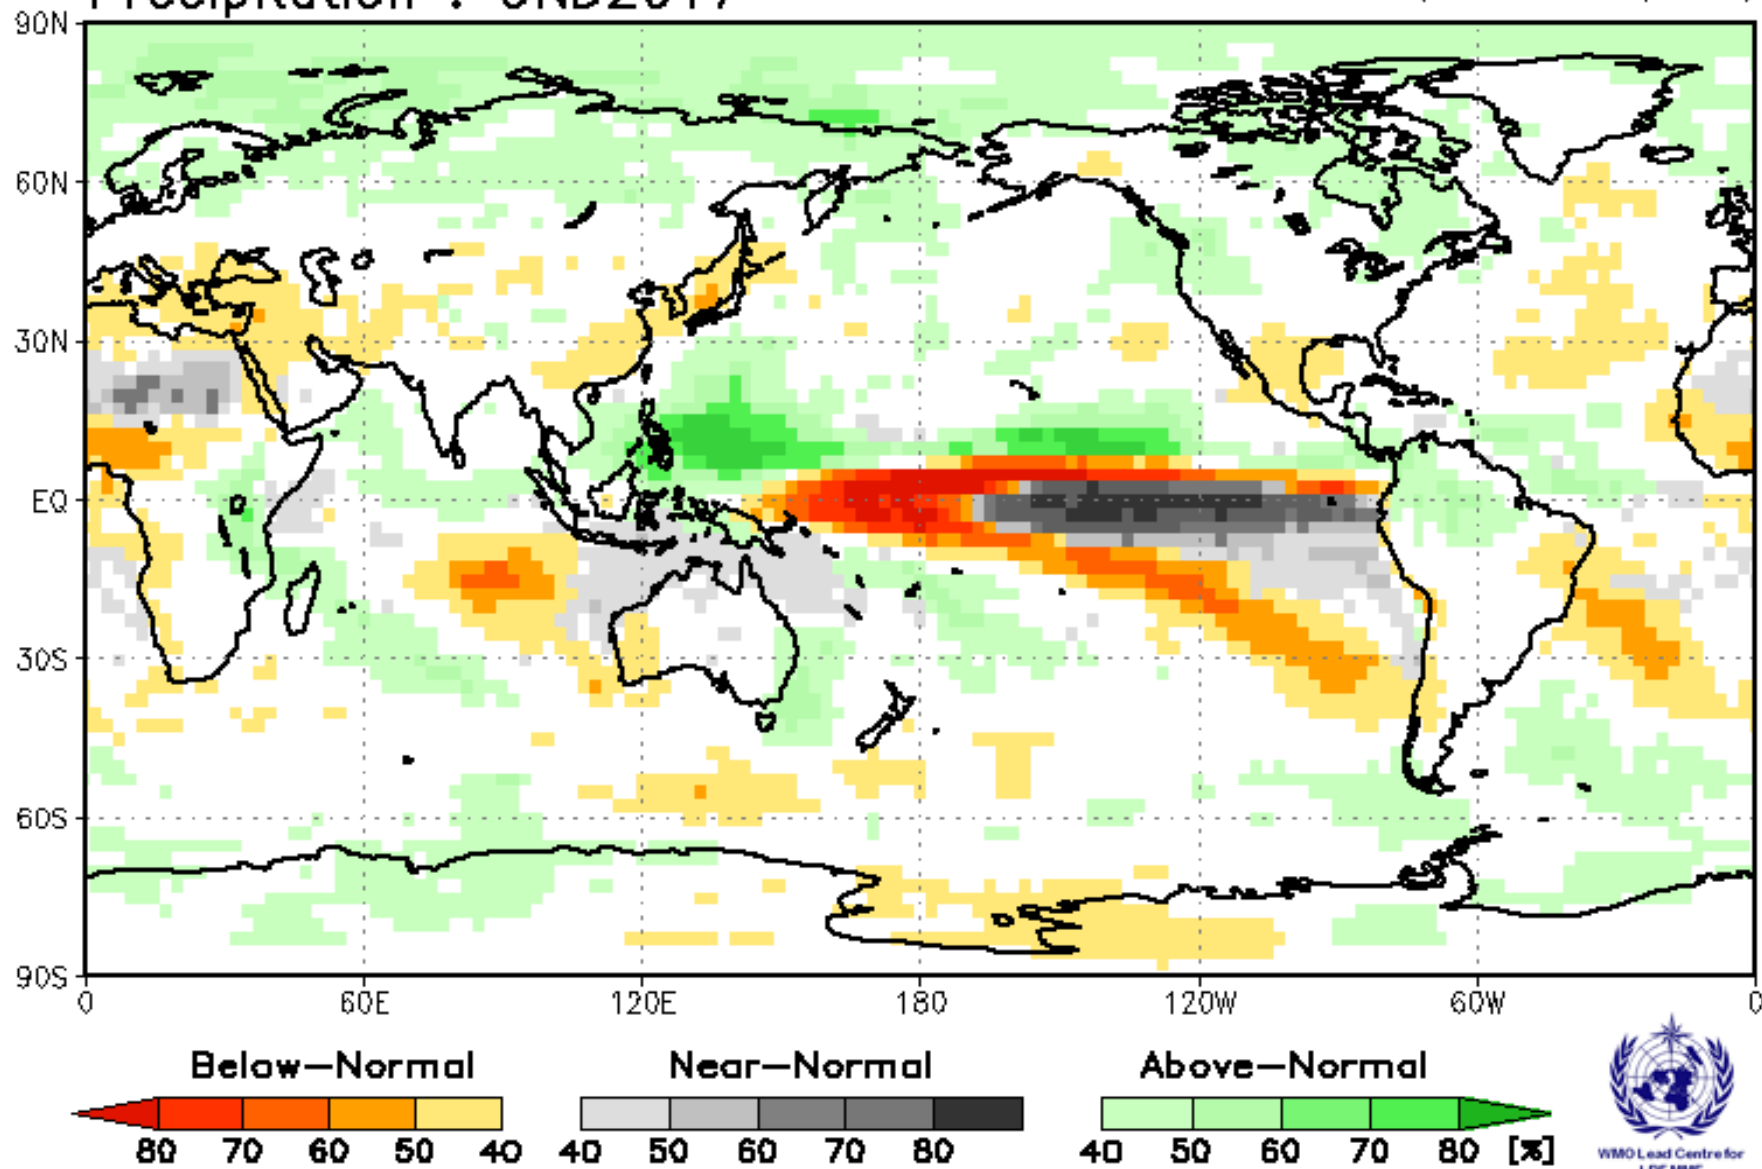 90N
60N
30N
EQ
30S
60S
90S
0 60E 120E 180 120W 60W 0
Below-Normal Near-Normal Above-Normal
80 70 60 50 40 40 50 60 70 80 40 50 60 70 80 [%]
WMO Lead Centre for